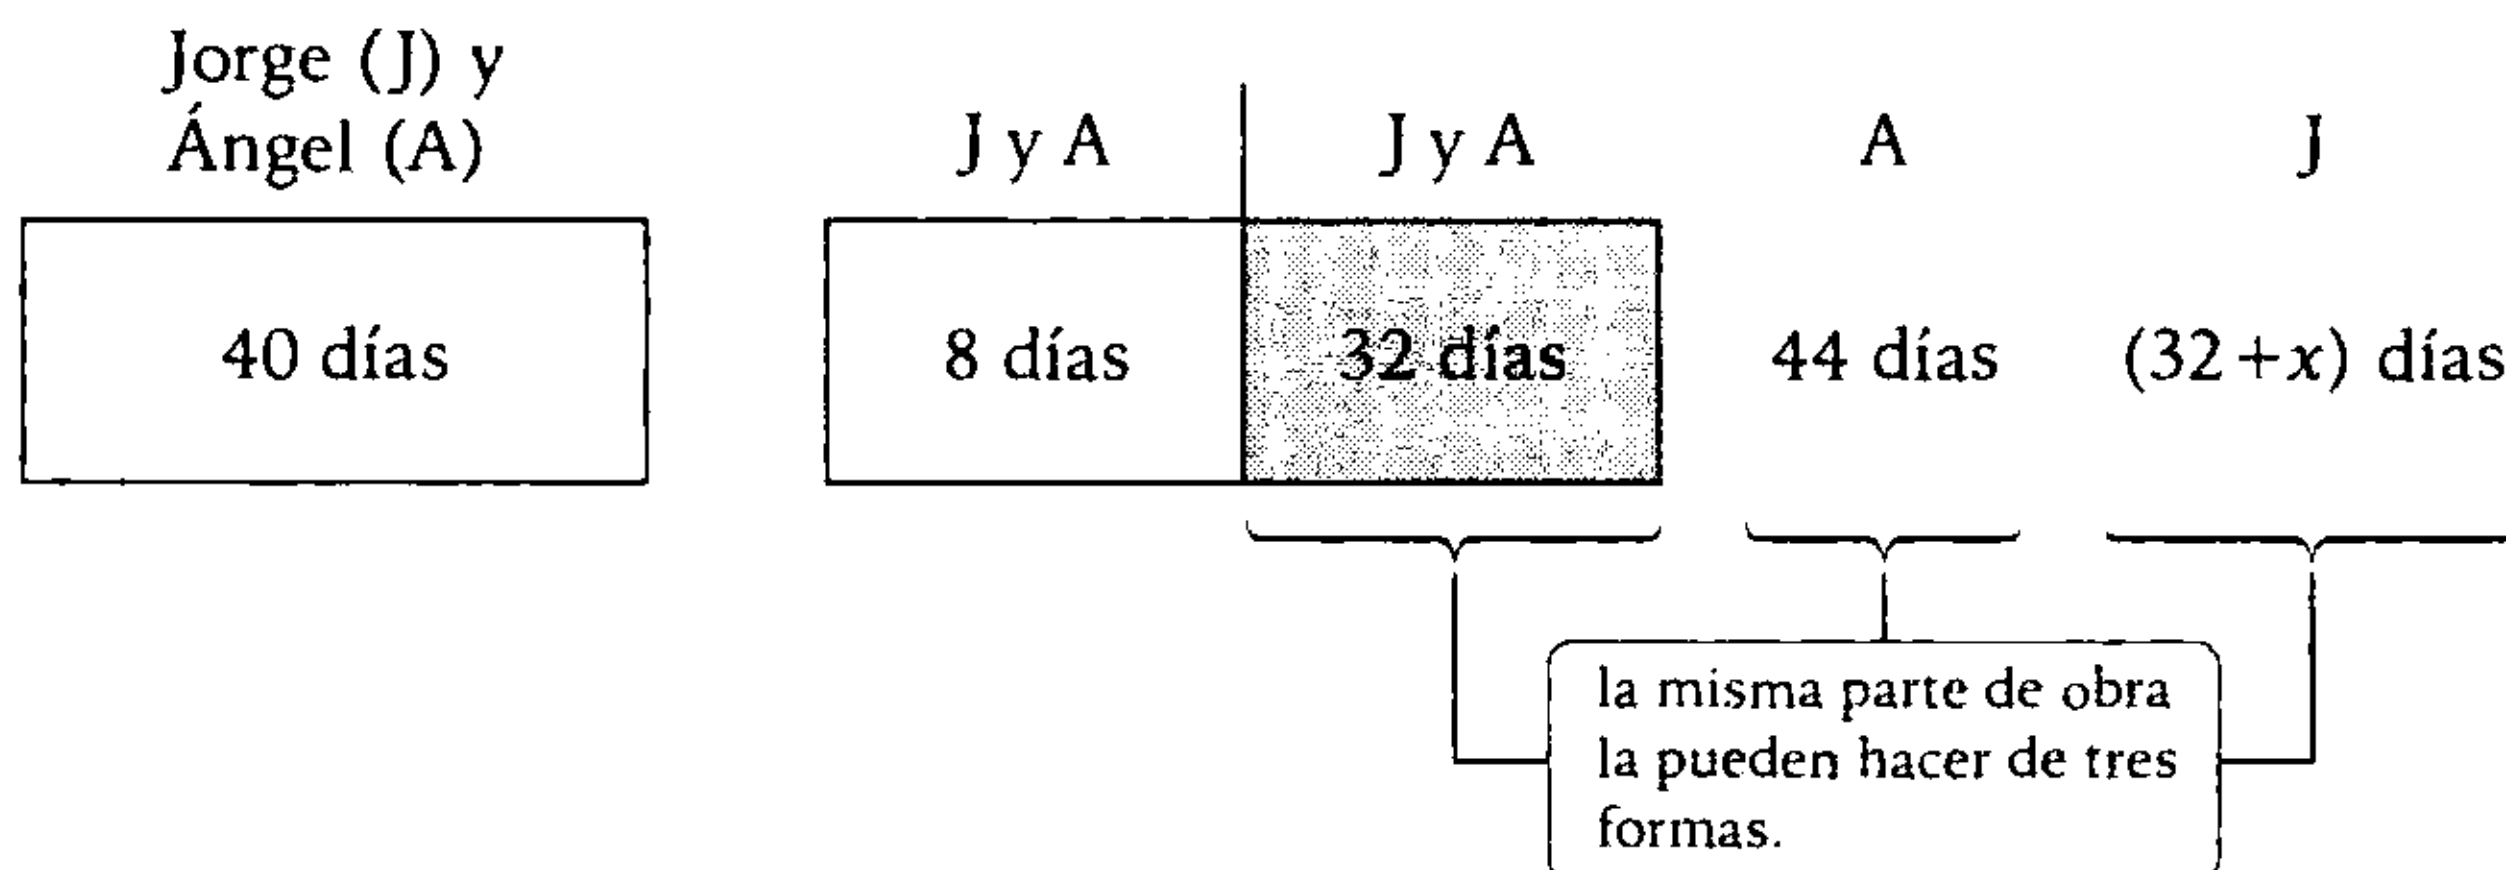 Jorge (J) y
Ángel (A)
J y A
J y A
A
J
40 días
8 días
32 días
44 días
(32+x) días
la misma parte de obra
la pueden hacer de tres
formas.